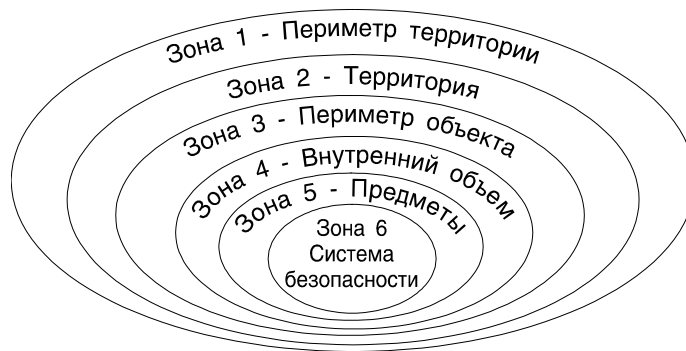 Зона 1 - Периметр территории
Зона 2 - Территория
Зона 3 - Периметр объекта
Зона 4 - Внутренний объем
Зона 5 - Предметы
Зона 6
Система
безопасности